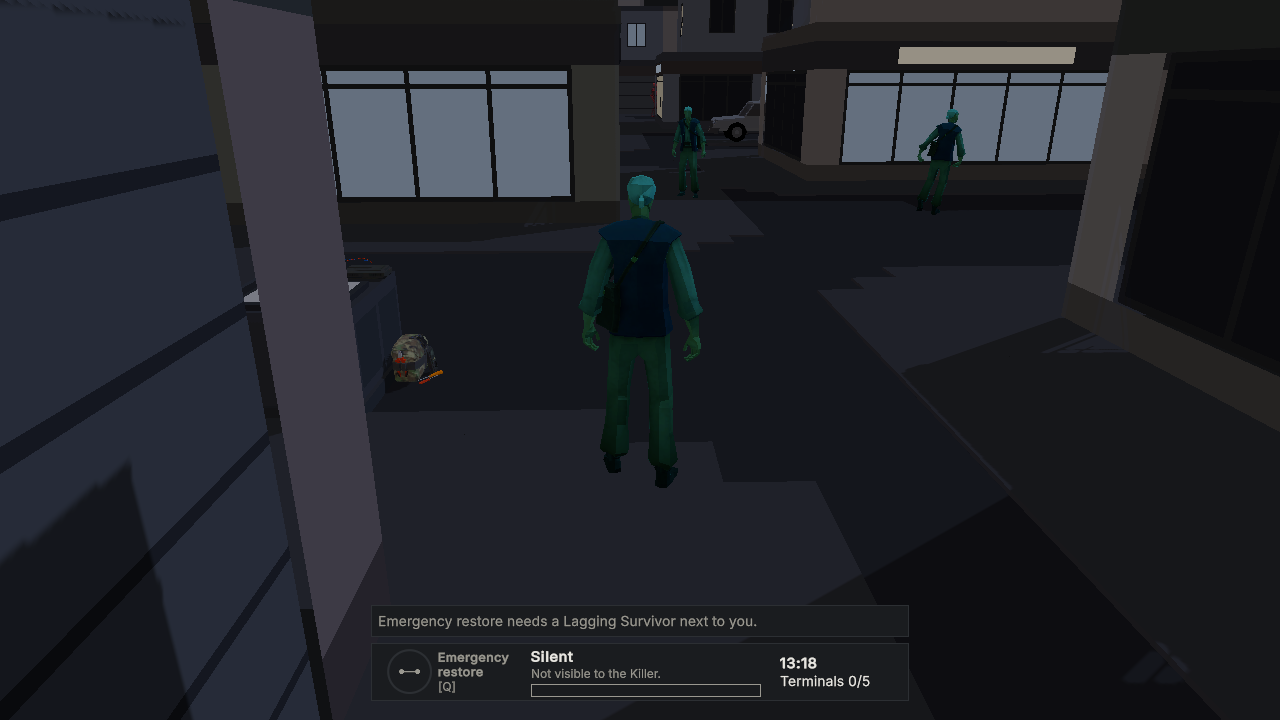 Emergency restore needs a Lagging Survivor next to you.
Emergency
restore
[Q]
Silent
Not visible to the Killer.
13:18
Terminals 0/5